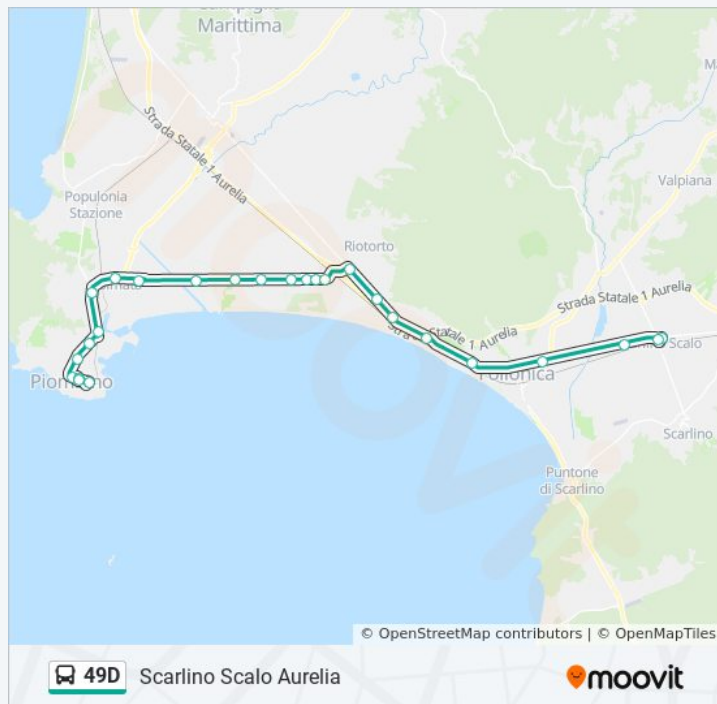 Campiglia
Marittima
Strada Statale 1 Aurelia
Populonia
Stazione
Riotorto
Valpiana
Strada Statale 1 Aurelia
Strada Statale 1 Aurelia
Piombino
Follonica
Scalo
Scarlino
Puntone
di Scarlino
© OpenStreetMap contributors | © OpenMapTiles
49D
Scarlino Scalo Aurelia
moovit